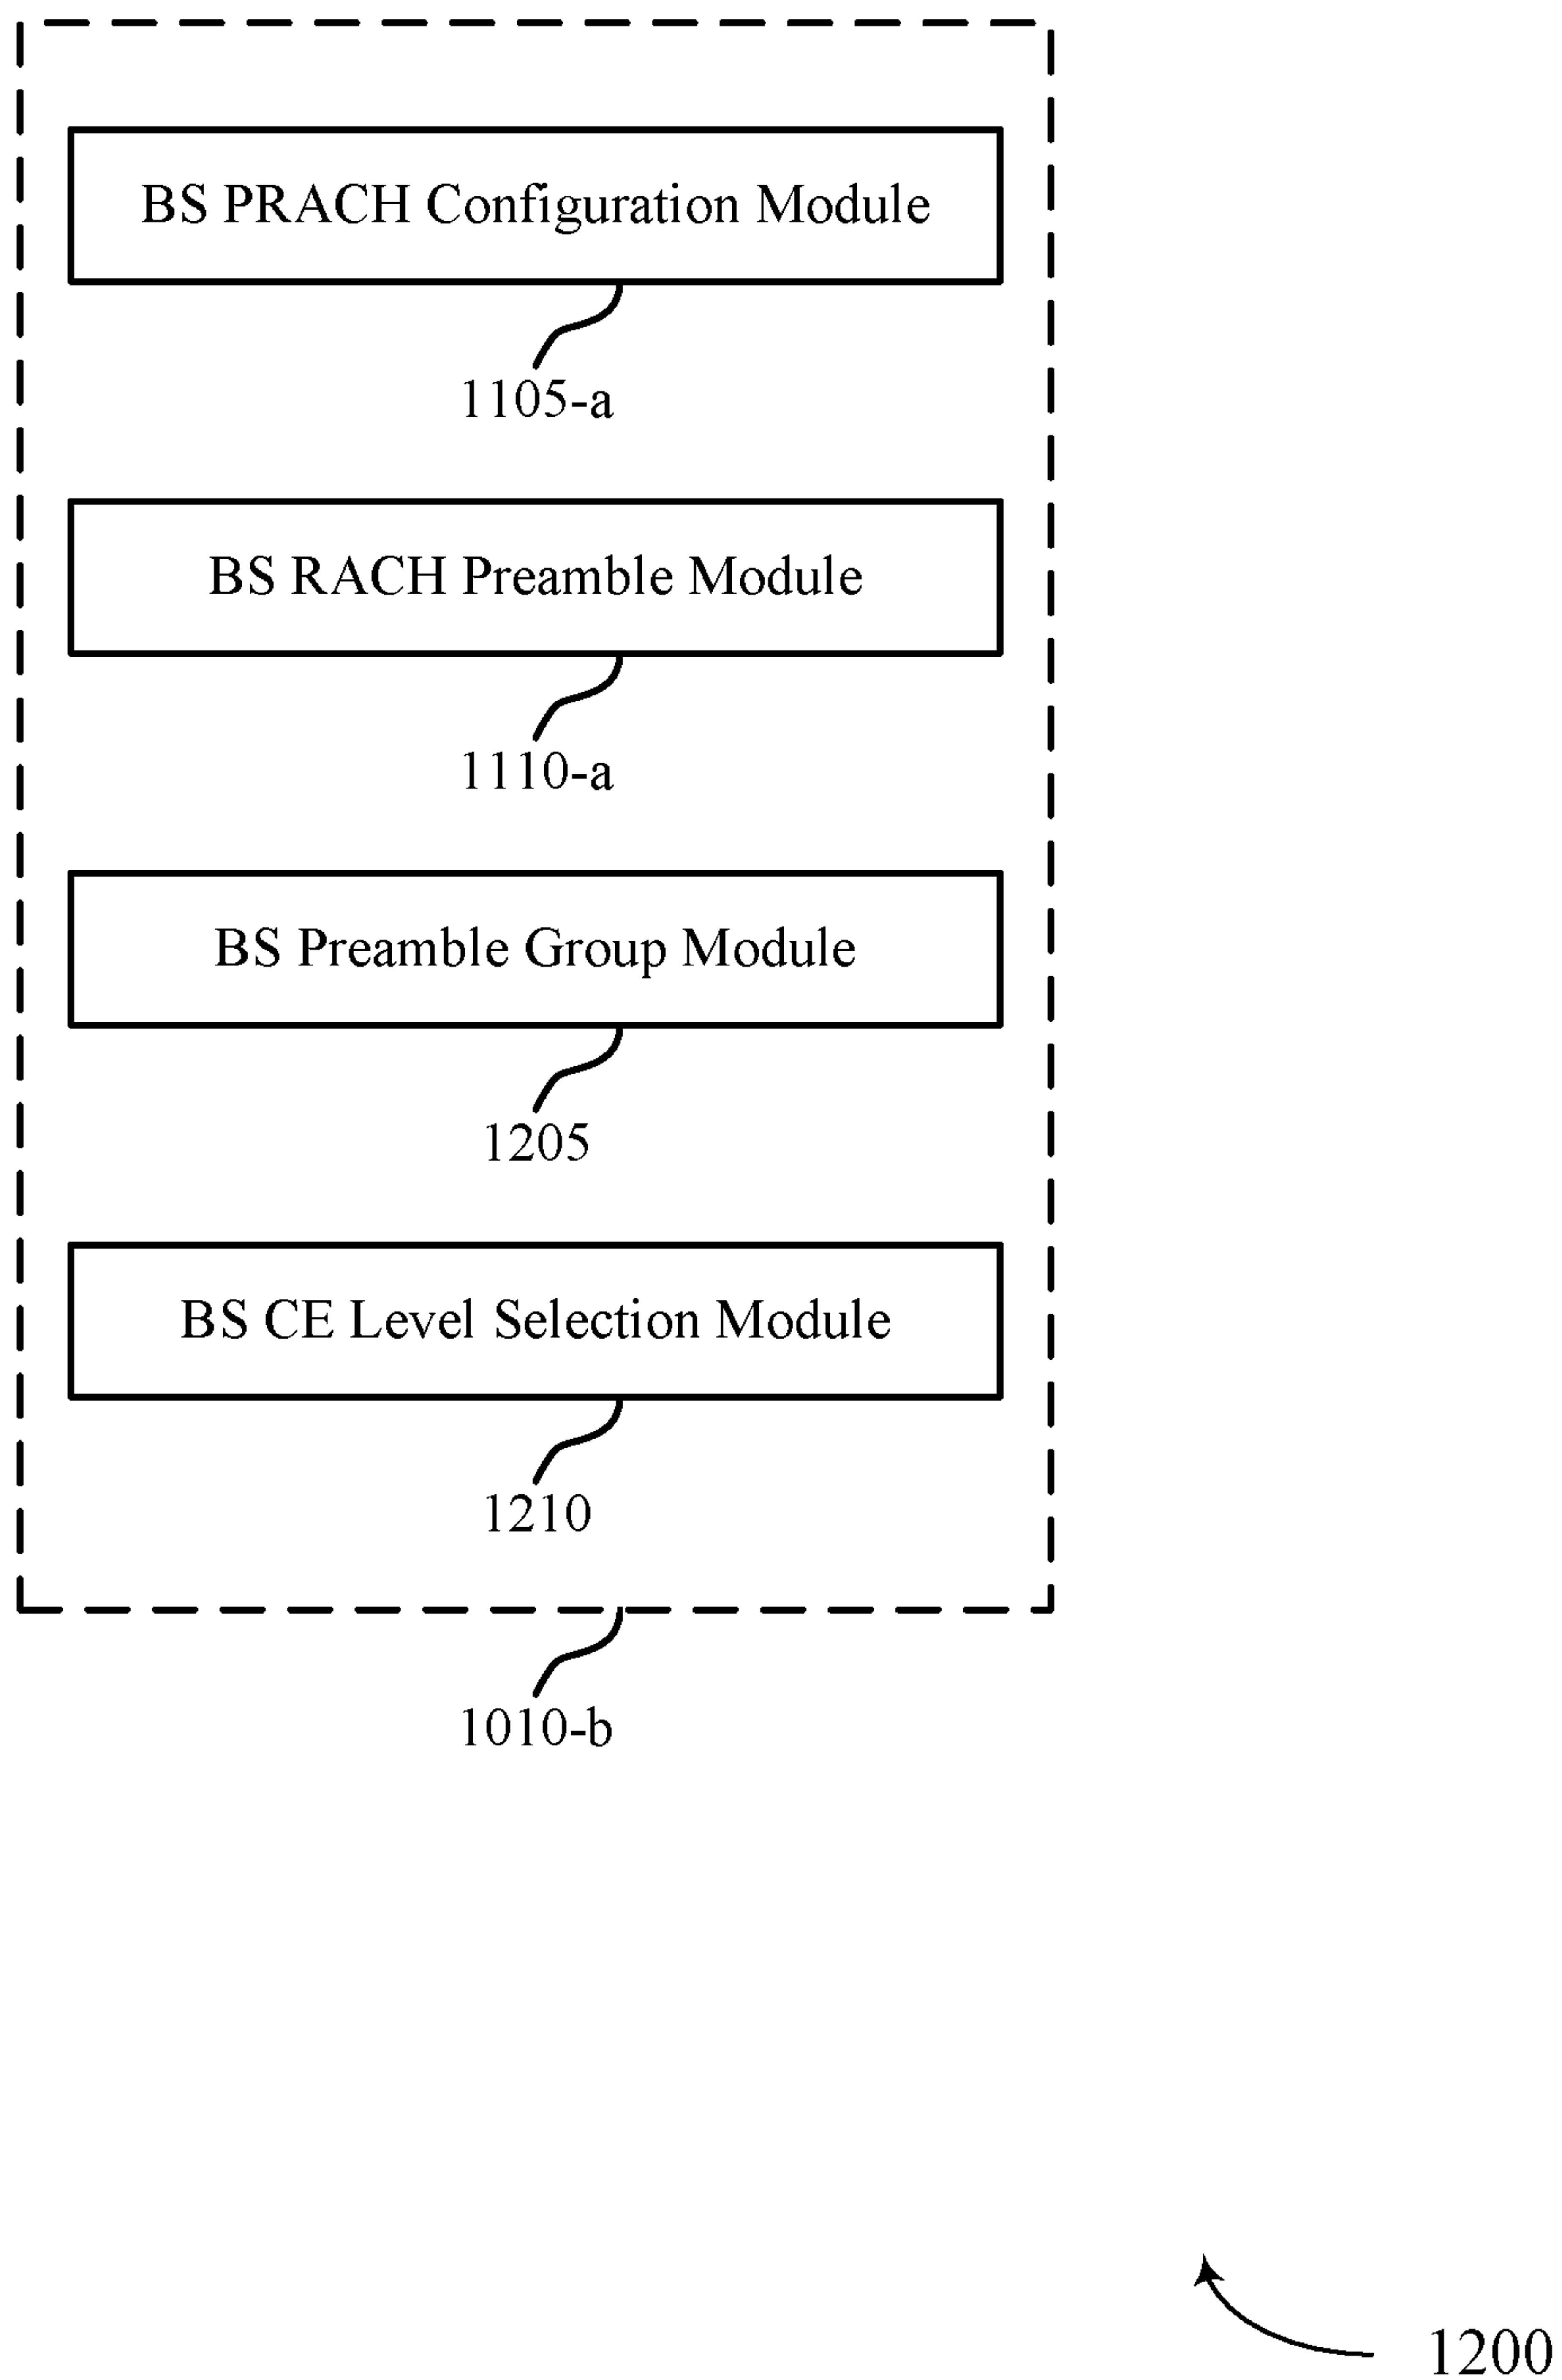 BS PRACH Configuration Module
1105-a
BS RACH Preamble Module
1110-a
BS Preamble Group Module
1205
BS CE Level Selection Module
1210
1010-b
1200